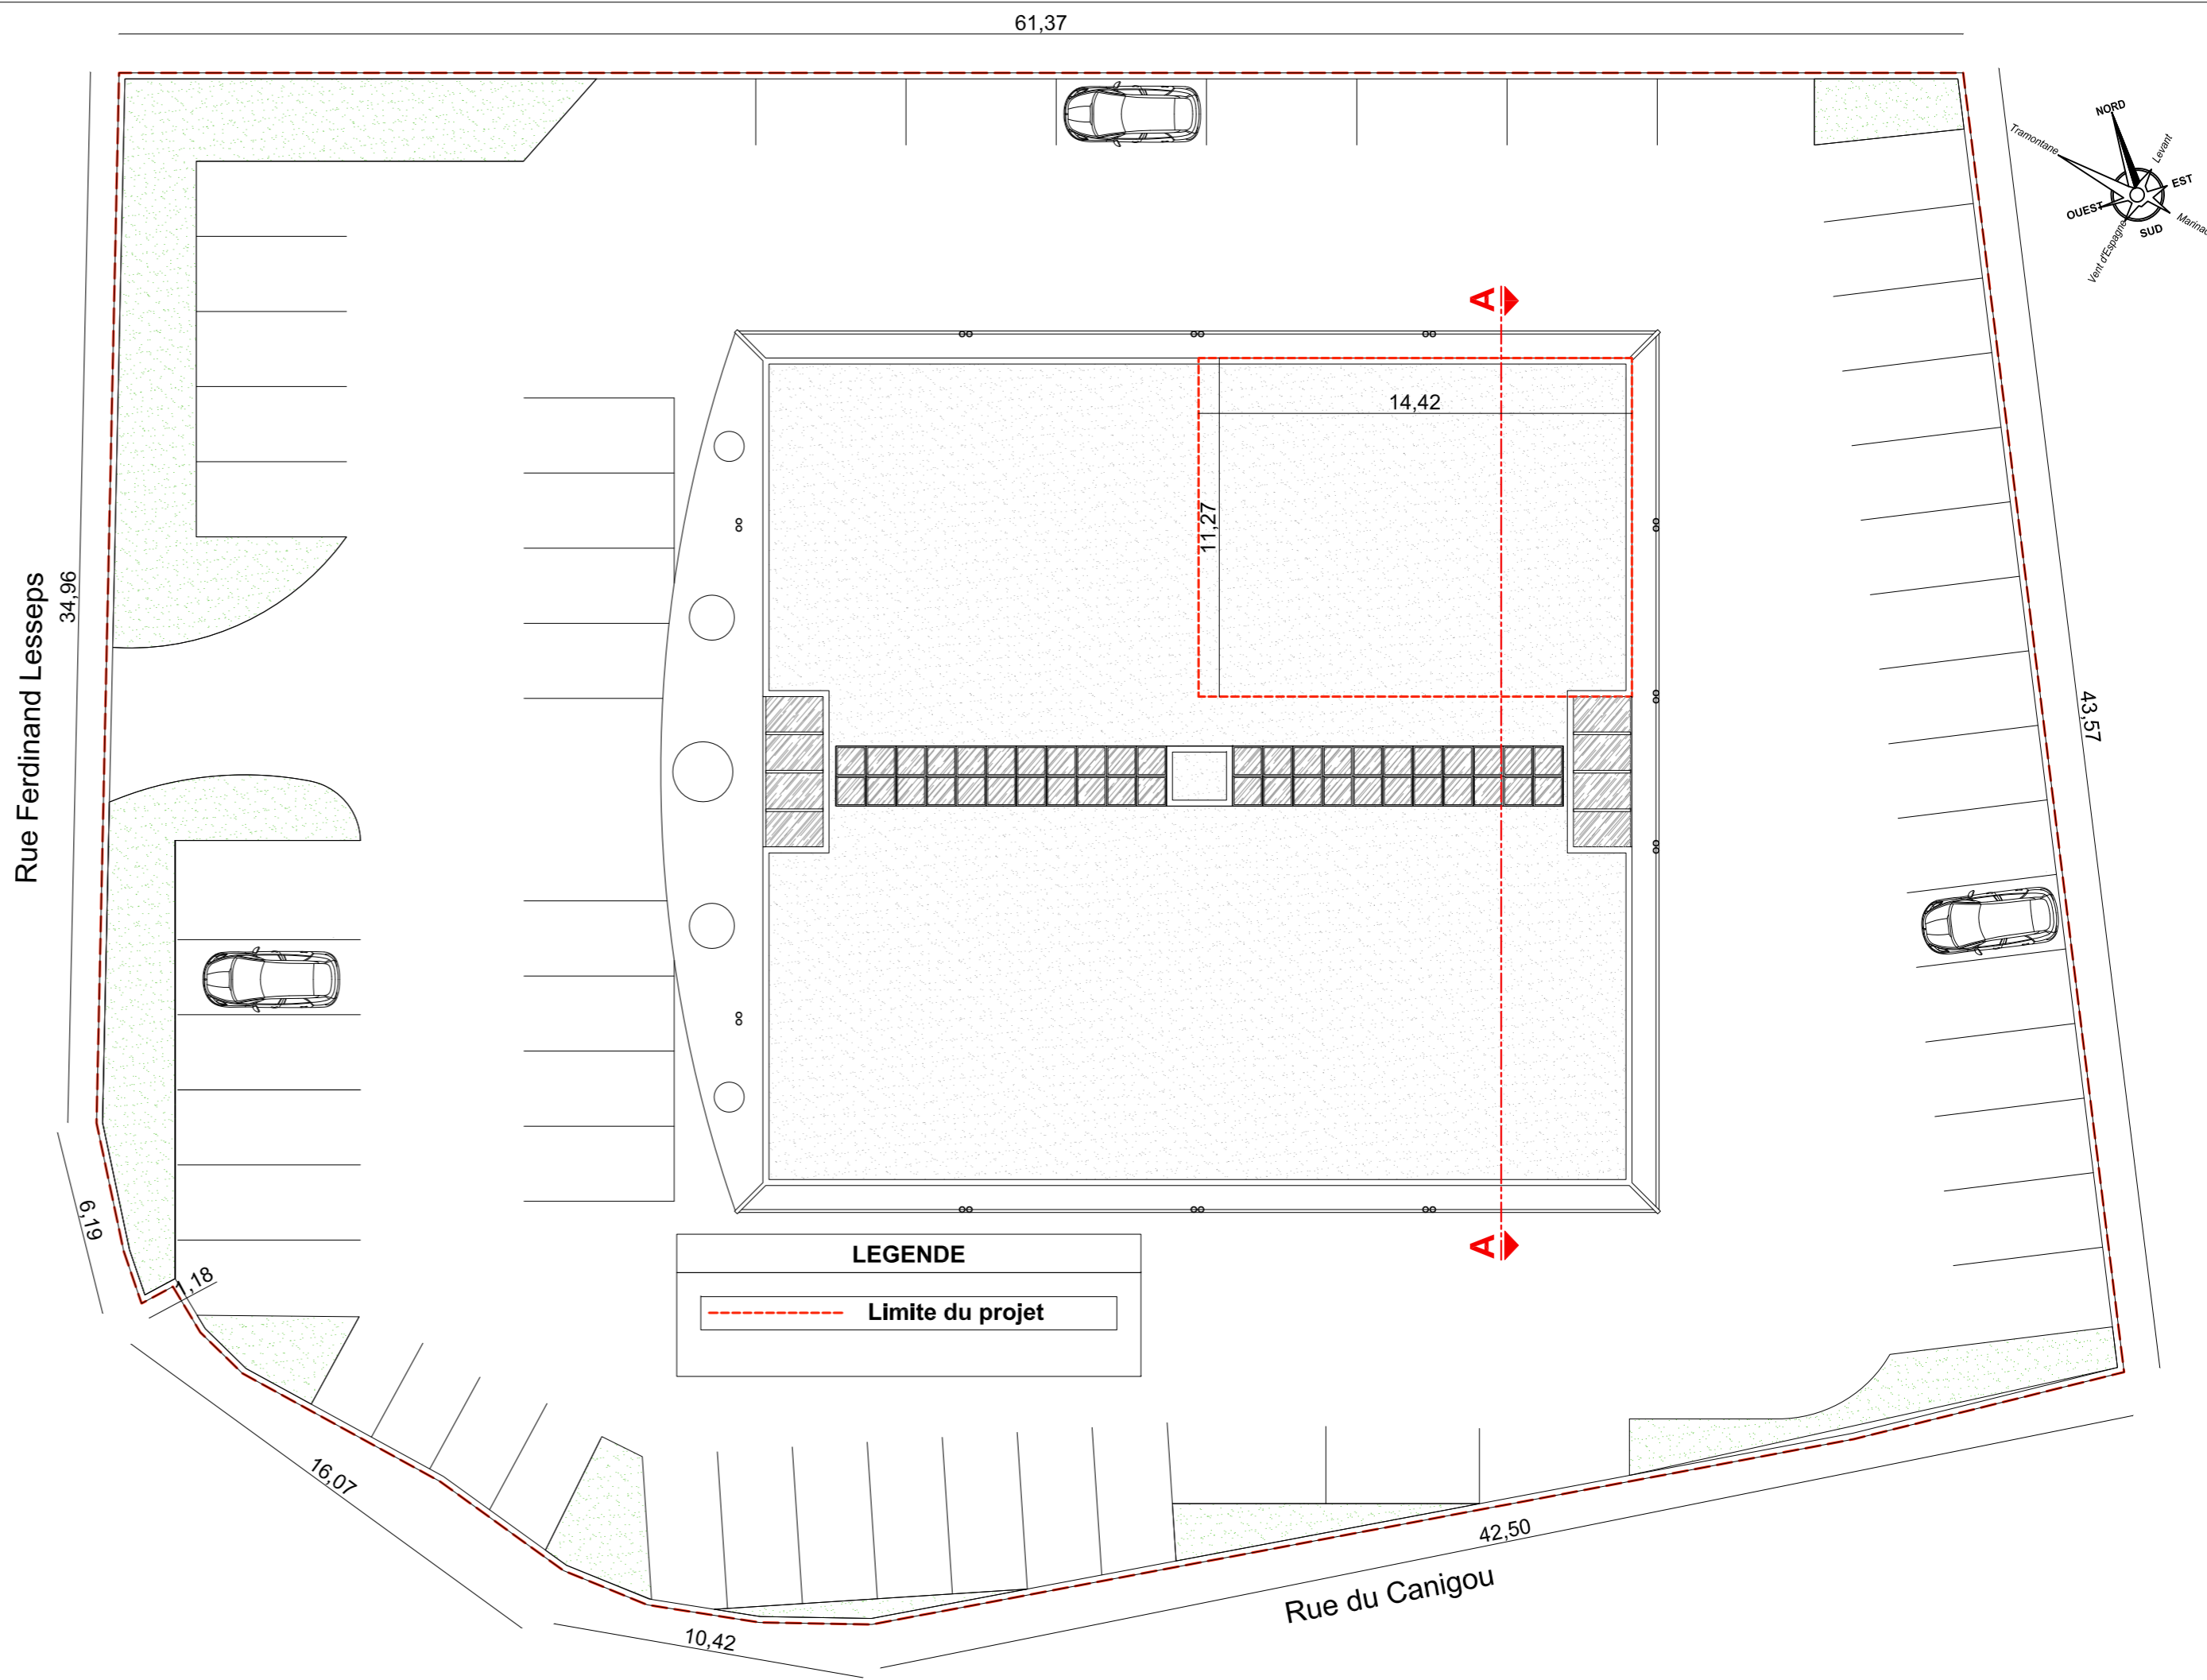 61,37
NORD
Tramontane
Levant
EST
OUEST
SUD
Vent d'Espagne
A
14,42
11,27
Rue Ferdinand Lesseps
34,96
43,57
6,19
1,18
A
LEGENDE
Limite du projet
16,07
42,50
Rue du Canigou
10,42